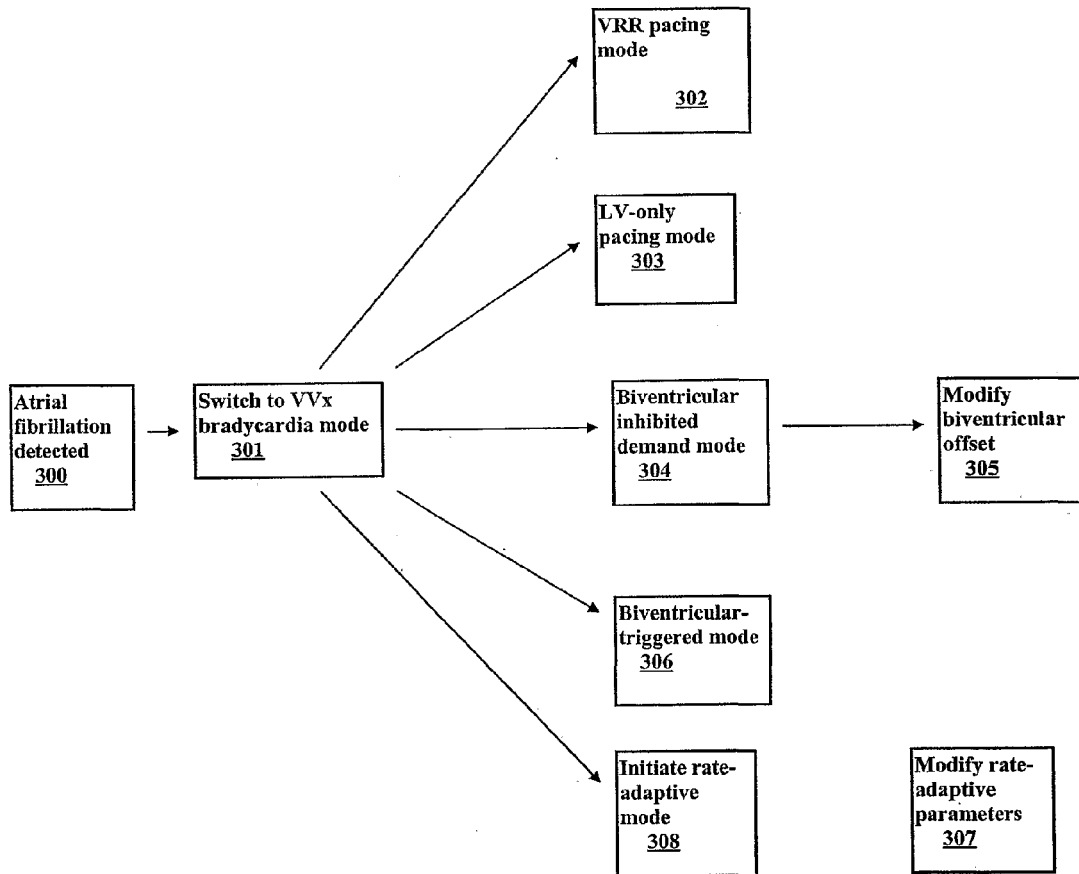 VRR pacing
mode
302
LV-only
pacing mode
303
Atrial
fibrillation
detected
300
Switch to VVx
bradycardia mode
301
Biventricular
inhibited
demand mode
304
Modify
biventricular
offset
305
Biventricular-
triggered mode
306
Initiate rate-
adaptive
mode
308
Modify rate-
adaptive
parameters
307